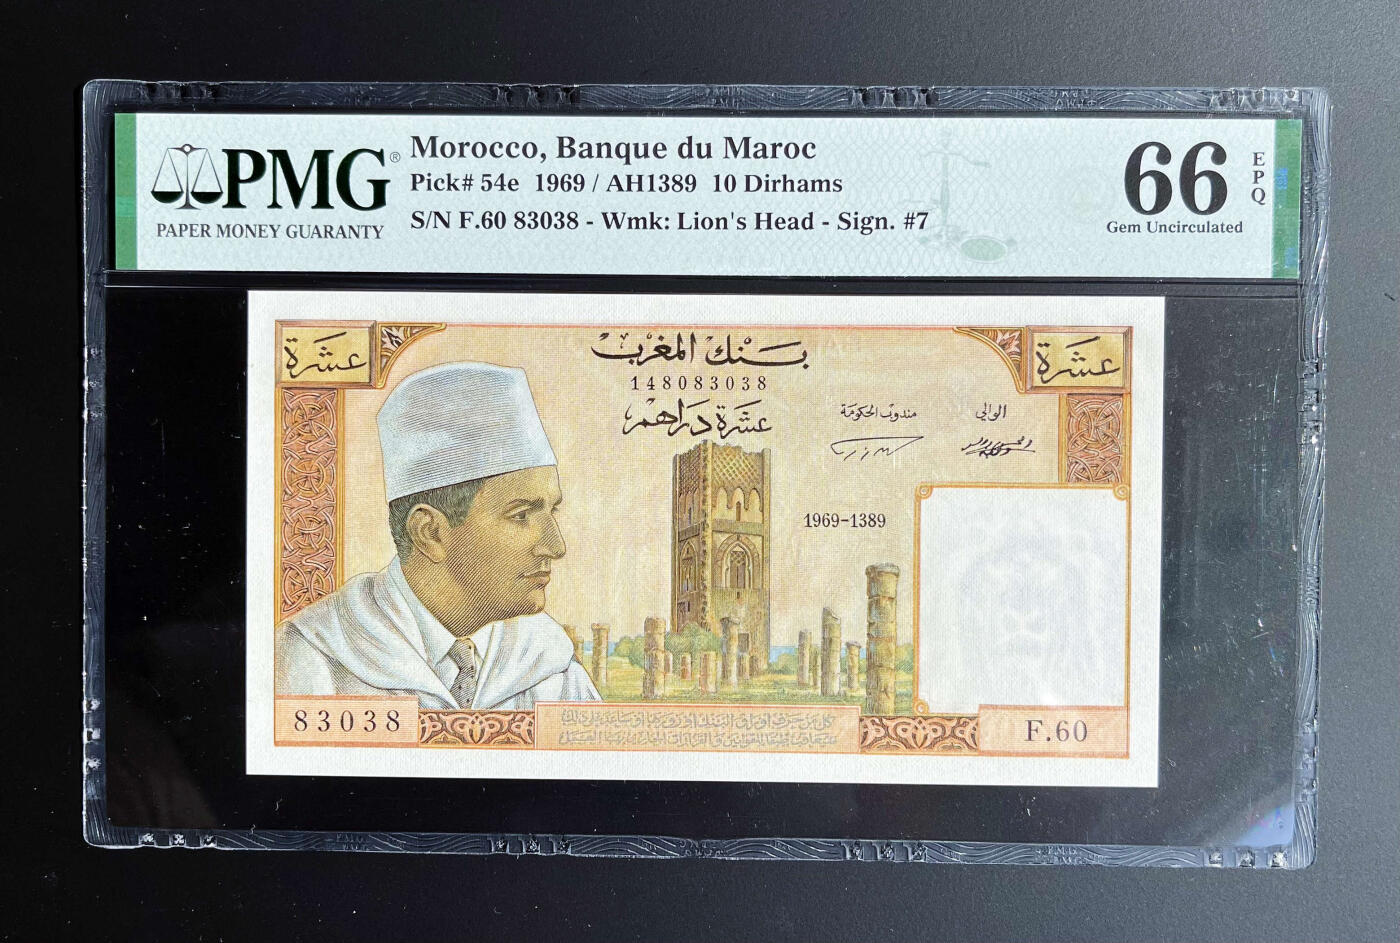 PMG®
PAPER MONEY GUARANTY
Morocco, Banque du Maroc
Pick# 54e 1969 / AH1389 10 Dirhams
S/N F.60 83038 - Wmk: Lion's Head - Sign. #7
66 EPQ
Gem Uncirculated
عشرة
بنك المغرب
عشرة
148083038
عشرة دراهم
مندوب الحكومة
الوالي
1969-1389
83038
F.60